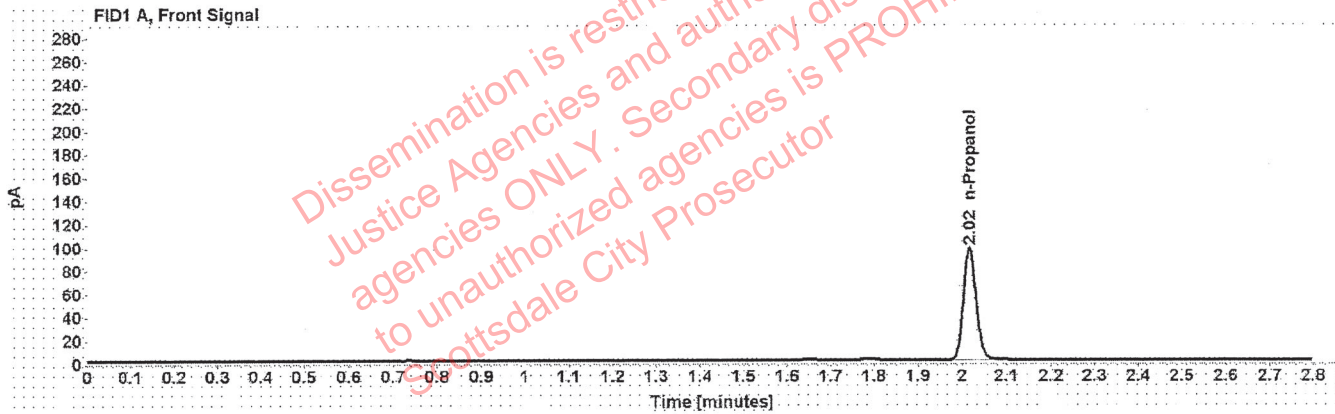 FID1 A, Front Signal
280
260
240
220
200
180
160
140
120
100
80
60
40
20
0
pA
2.02 n-Propanol
0 0.1 0.2 0.3 0.4 0.5 0.6 0.7 0.8 0.9 1 1.1 1.2 1.3 1.4 1.5 1.6 1.7 1.8 1.9 2 2.1 2.2 2.3 2.4 2.5 2.6 2.7 2.8
Time [minutes]
Dissemination is
Justice Agencies and
agencies ONLY. Secondary
to unauthorized agencies is
Scottsdale City Prosecutor